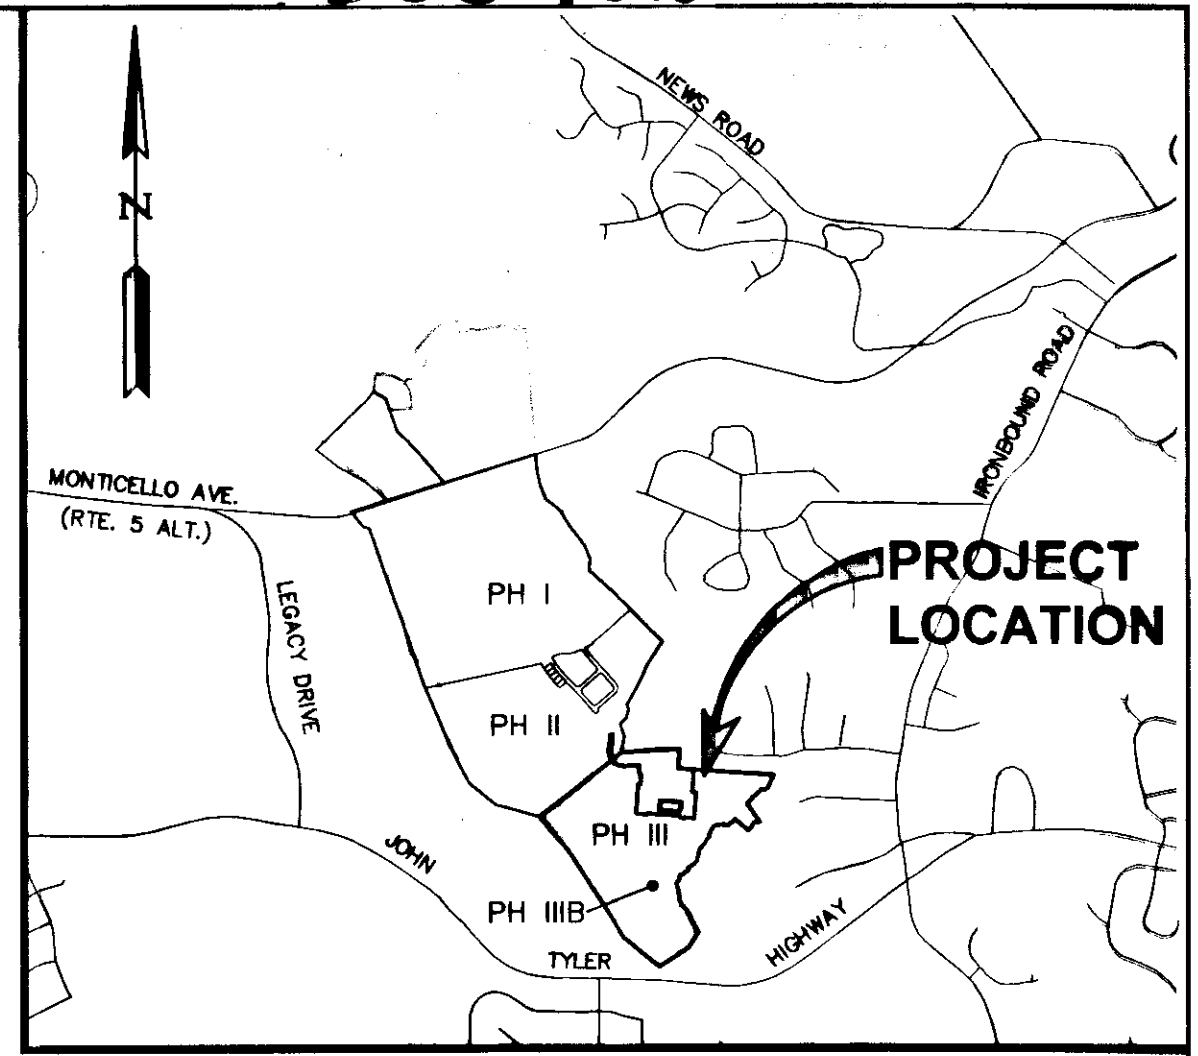 NEWS ROAD
N
IRONBOUND ROAD
MONTICELLO AVE.
(RTE. 5 ALT.)
LEGACY DRIVE
PH I
PROJECT
LOCATION
PH II
PH III
JOHN
PH IIIB
TYLER
HIGHWAY